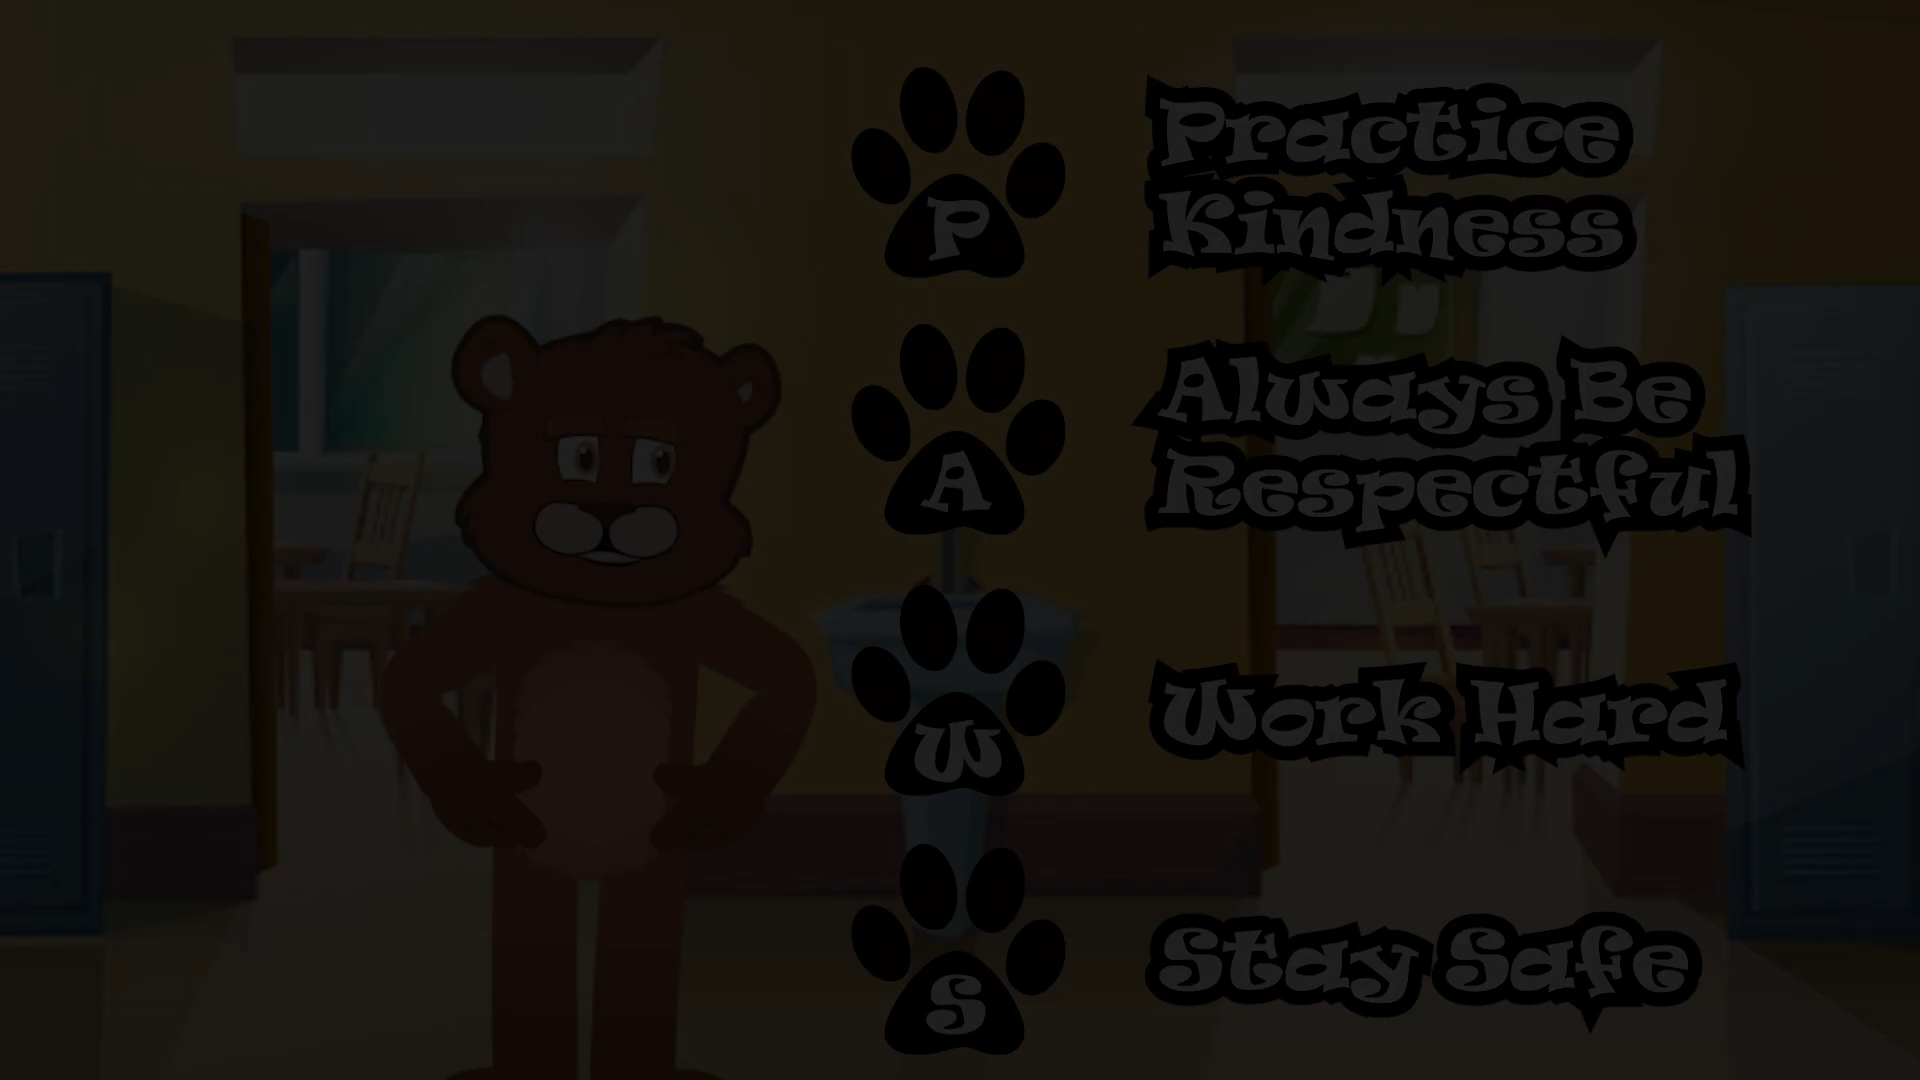 P
Practice
Kindness
A
Always Be
Respectful
W
Work Hard
S
Stay Safe